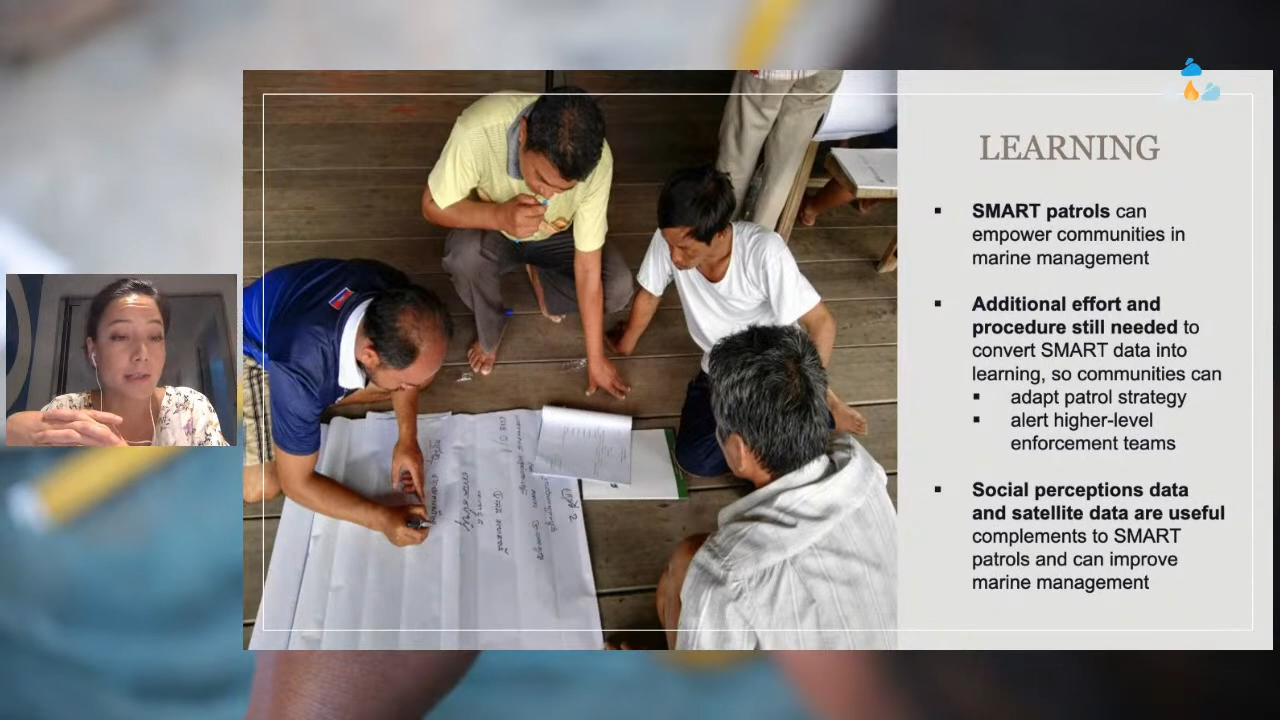 LEARNING
▪ SMART patrols can
empower communities in
marine management
▪ Additional effort and
procedure still needed to
convert SMART data into
learning, so communities can
▪ adapt patrol strategy
▪ alert higher-level
enforcement teams
▪ Social perceptions data
and satellite data are useful
complements to SMART
patrols and can improve
marine management